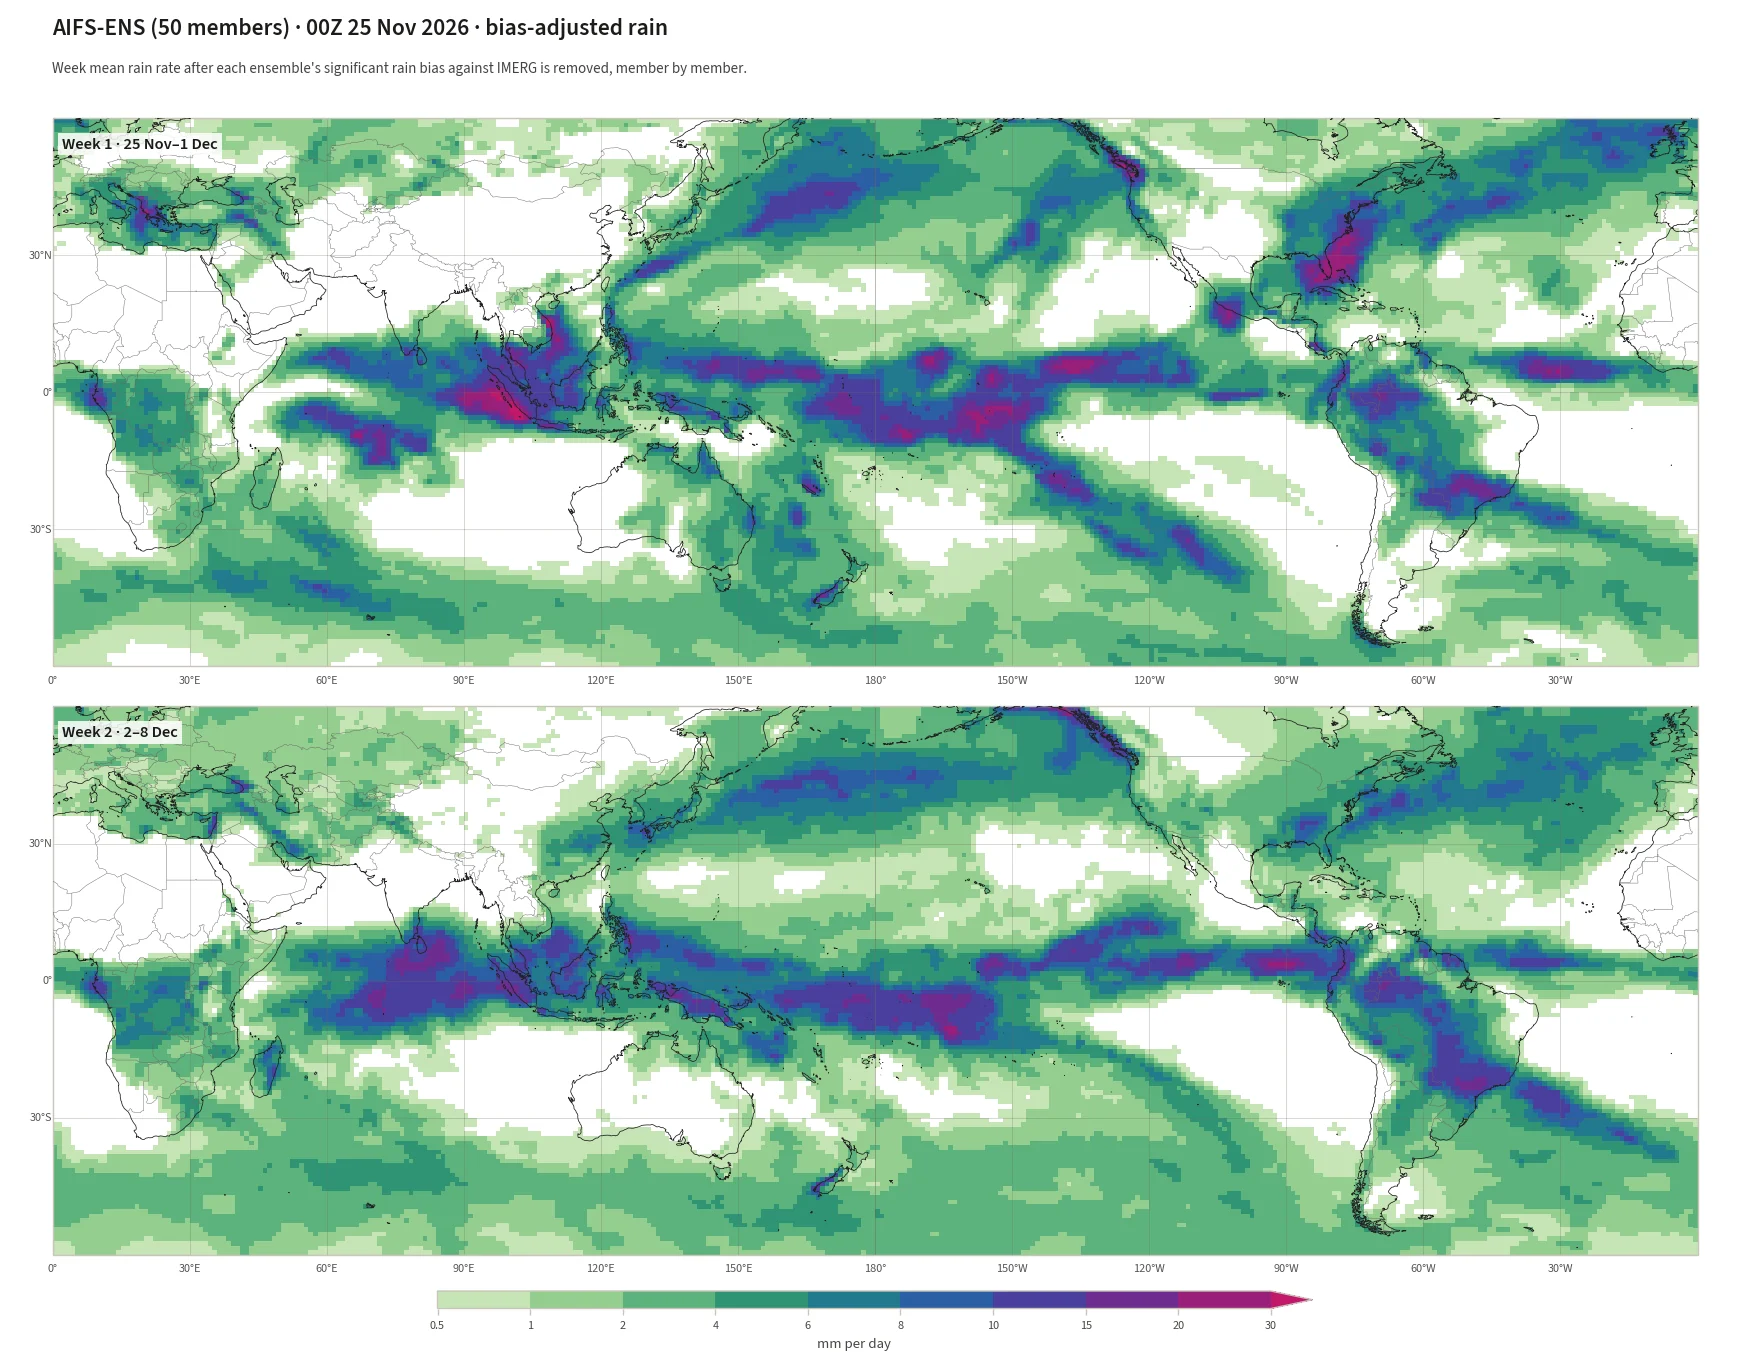 AIFS-ENS (50 members) · 00Z 25 Nov 2026 · bias-adjusted rain
Week mean rain rate after each ensemble's significant rain bias against IMERG is removed, member by member.
Week 1 · 25 Nov–1 Dec
30°N
0°
30°S
0° 30°E 60°E 90°E 120°E 150°E 180° 150°W 120°W 90°W 60°W 30°W
Week 2 · 2–8 Dec
30°N
0°
30°S
0° 30°E 60°E 90°E 120°E 150°E 180° 150°W 120°W 90°W 60°W 30°W
0.5 1 2 4 6 8 10 15 20 30
mm per day